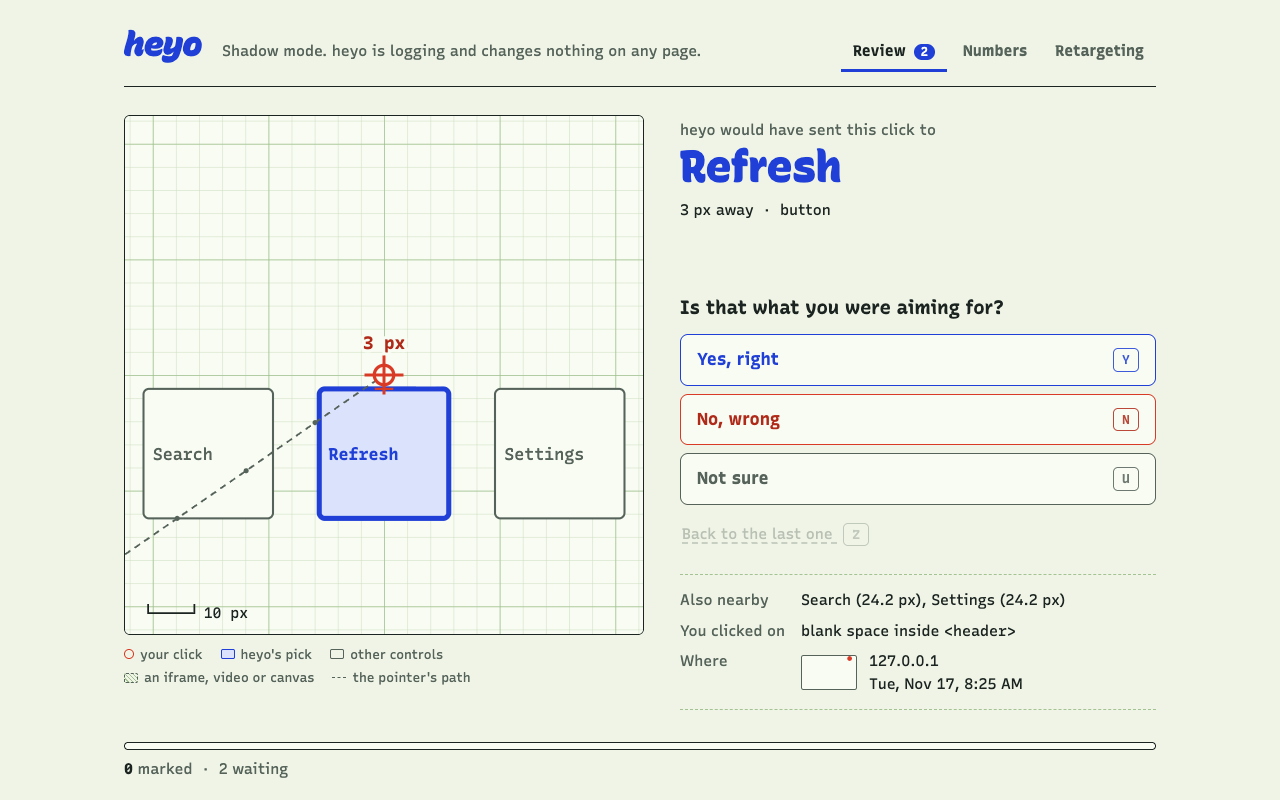 heyo
Shadow mode. heyo is logging and changes nothing on any page.
Review 2
Numbers
Retargeting
3 px
Search
Refresh
Settings
10 px
your click
heyo's pick
other controls
an iframe, video or canvas
the pointer's path
heyo would have sent this click to
Refresh
3 px away · button
Is that what you were aiming for?
Yes, right Y
No, wrong N
Not sure U
Back to the last one Z
Also nearby Search (24.2 px), Settings (24.2 px)
You clicked on blank space inside <header>
Where 127.0.0.1
Tue, Nov 17, 8:25 AM
0 marked · 2 waiting